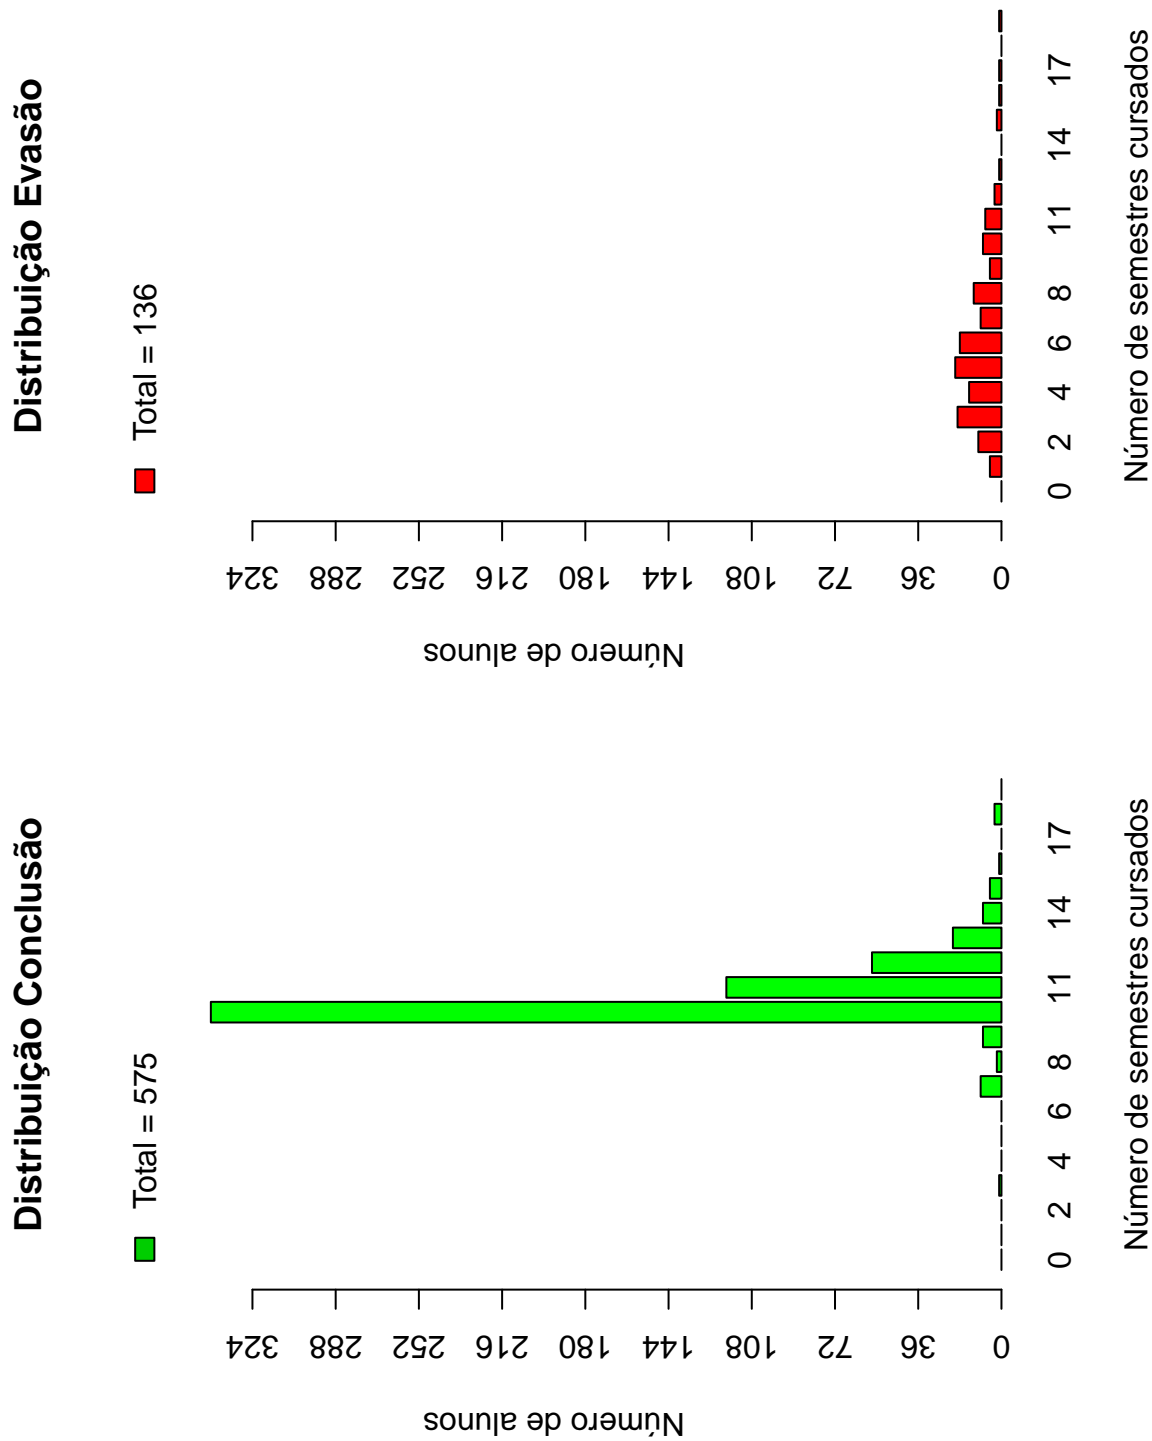 Distribuição Conclusão
Total = 575
Número de alunos
0 36 72 108 144 180 216 252 288 324
0 2 4 6 8 11 14 17
Número de semestres cursados
Distribuição Evasão
Total = 136
Número de alunos
0 36 72 108 144 180 216 252 288 324
0 2 4 6 8 11 14 17
Número de semestres cursados